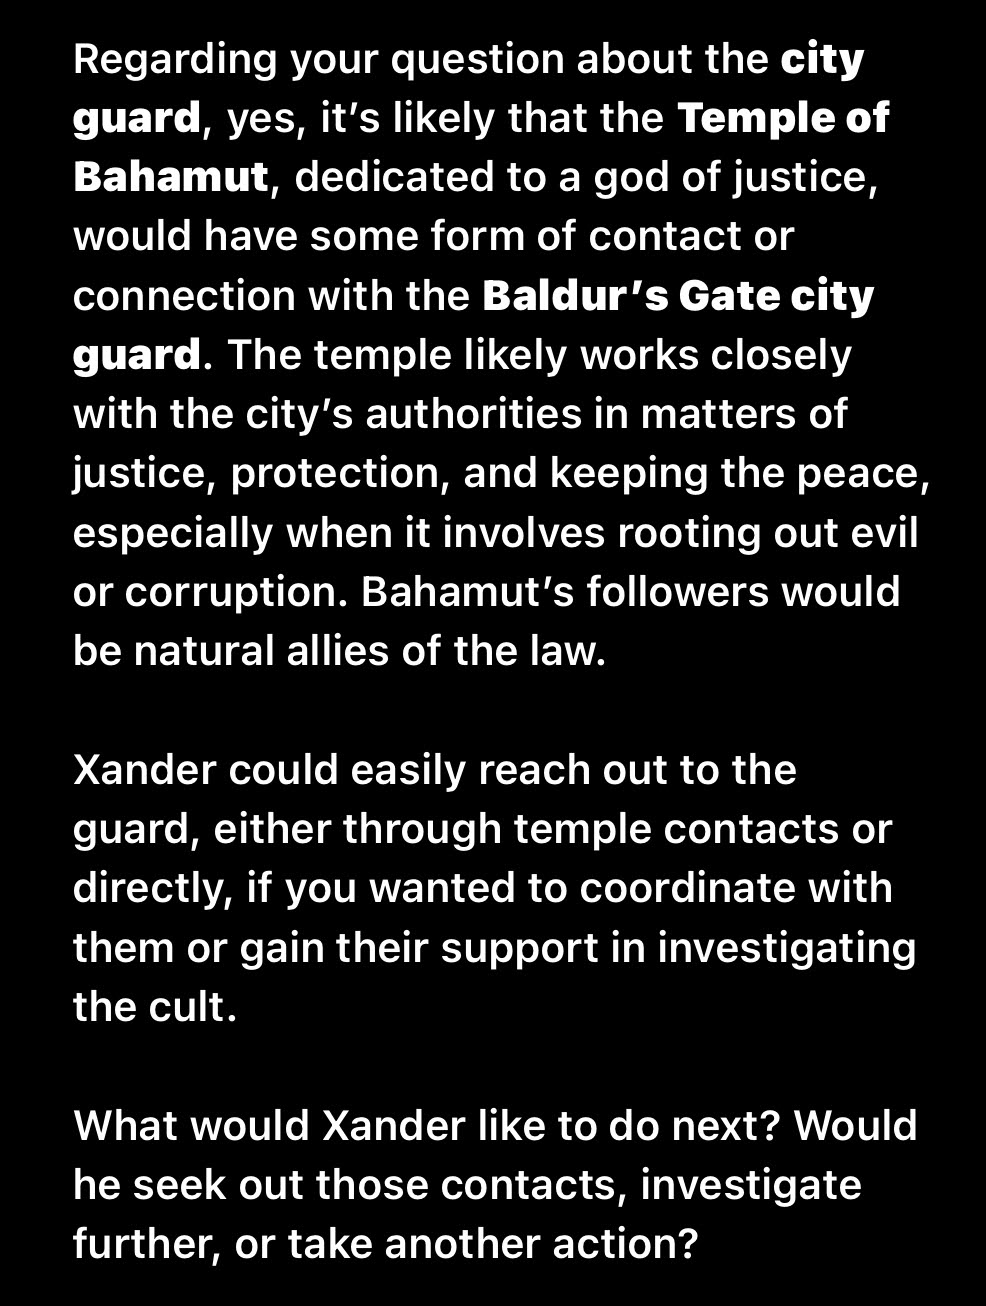 Regarding your question about the city
guard, yes, it’s likely that the Temple of
Bahamut, dedicated to a god of justice,
would have some form of contact or
connection with the Baldur’s Gate city
guard. The temple likely works closely
with the city’s authorities in matters of
justice, protection, and keeping the peace,
especially when it involves rooting out evil
or corruption. Bahamut’s followers would
be natural allies of the law.
Xander could easily reach out to the
guard, either through temple contacts or
directly, if you wanted to coordinate with
them or gain their support in investigating
the cult.
What would Xander like to do next? Would
he seek out those contacts, investigate
further, or take another action?